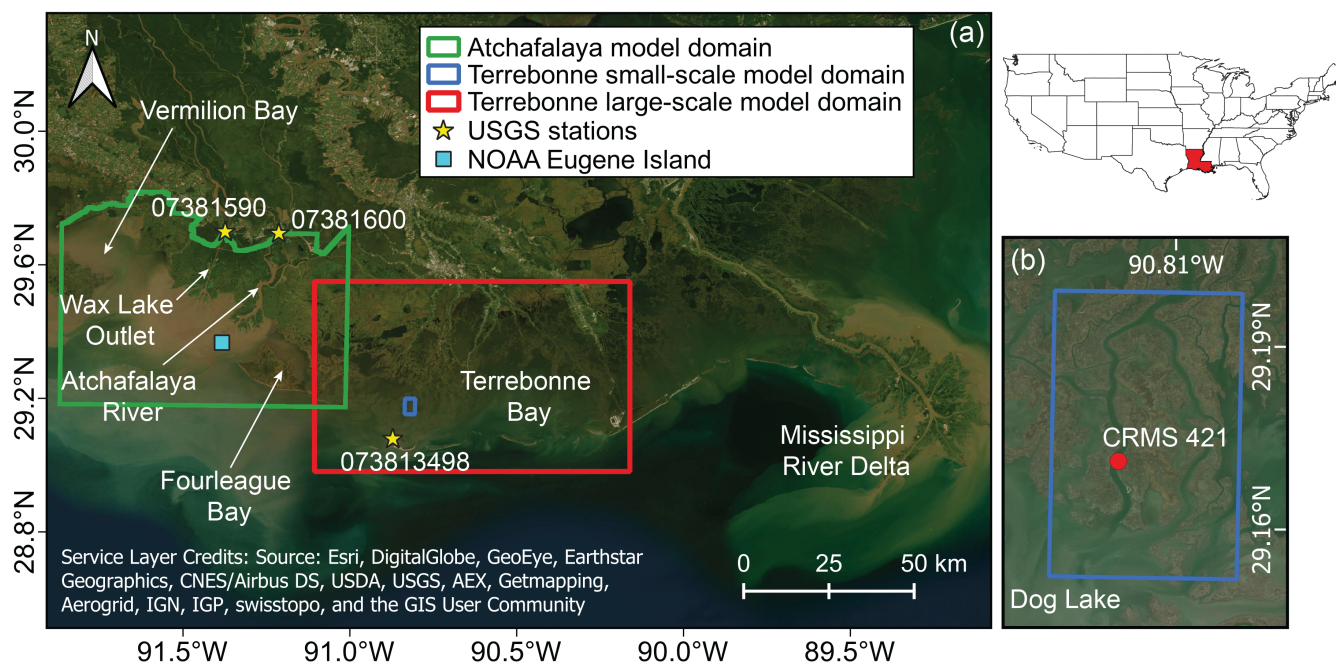 (a)
N
Atchafalaya model domain
Terrebonne small-scale model domain
Terrebonne large-scale model domain
USGS stations
NOAA Eugene Island
Vermilion Bay
07381590
07381600
Wax Lake
Outlet
Atchafalaya
River
Fourleague
Bay
Terrebonne
Bay
073813498
Mississippi
River Delta
Service Layer Credits: Source: Esri, DigitalGlobe, GeoEye, Earthstar
Geographics, CNES/Airbus DS, USDA, USGS, AEX, Getmapping,
Aerogrid, IGN, IGP, swisstopo, and the GIS User Community
0 25 50 km
30.0°N
29.6°N
29.2°N
28.8°N
91.5°W 91.0°W 90.5°W 90.0°W 89.5°W
(b)
90.81°W
29.19°N
CRMS 421
29.16°N
Dog Lake